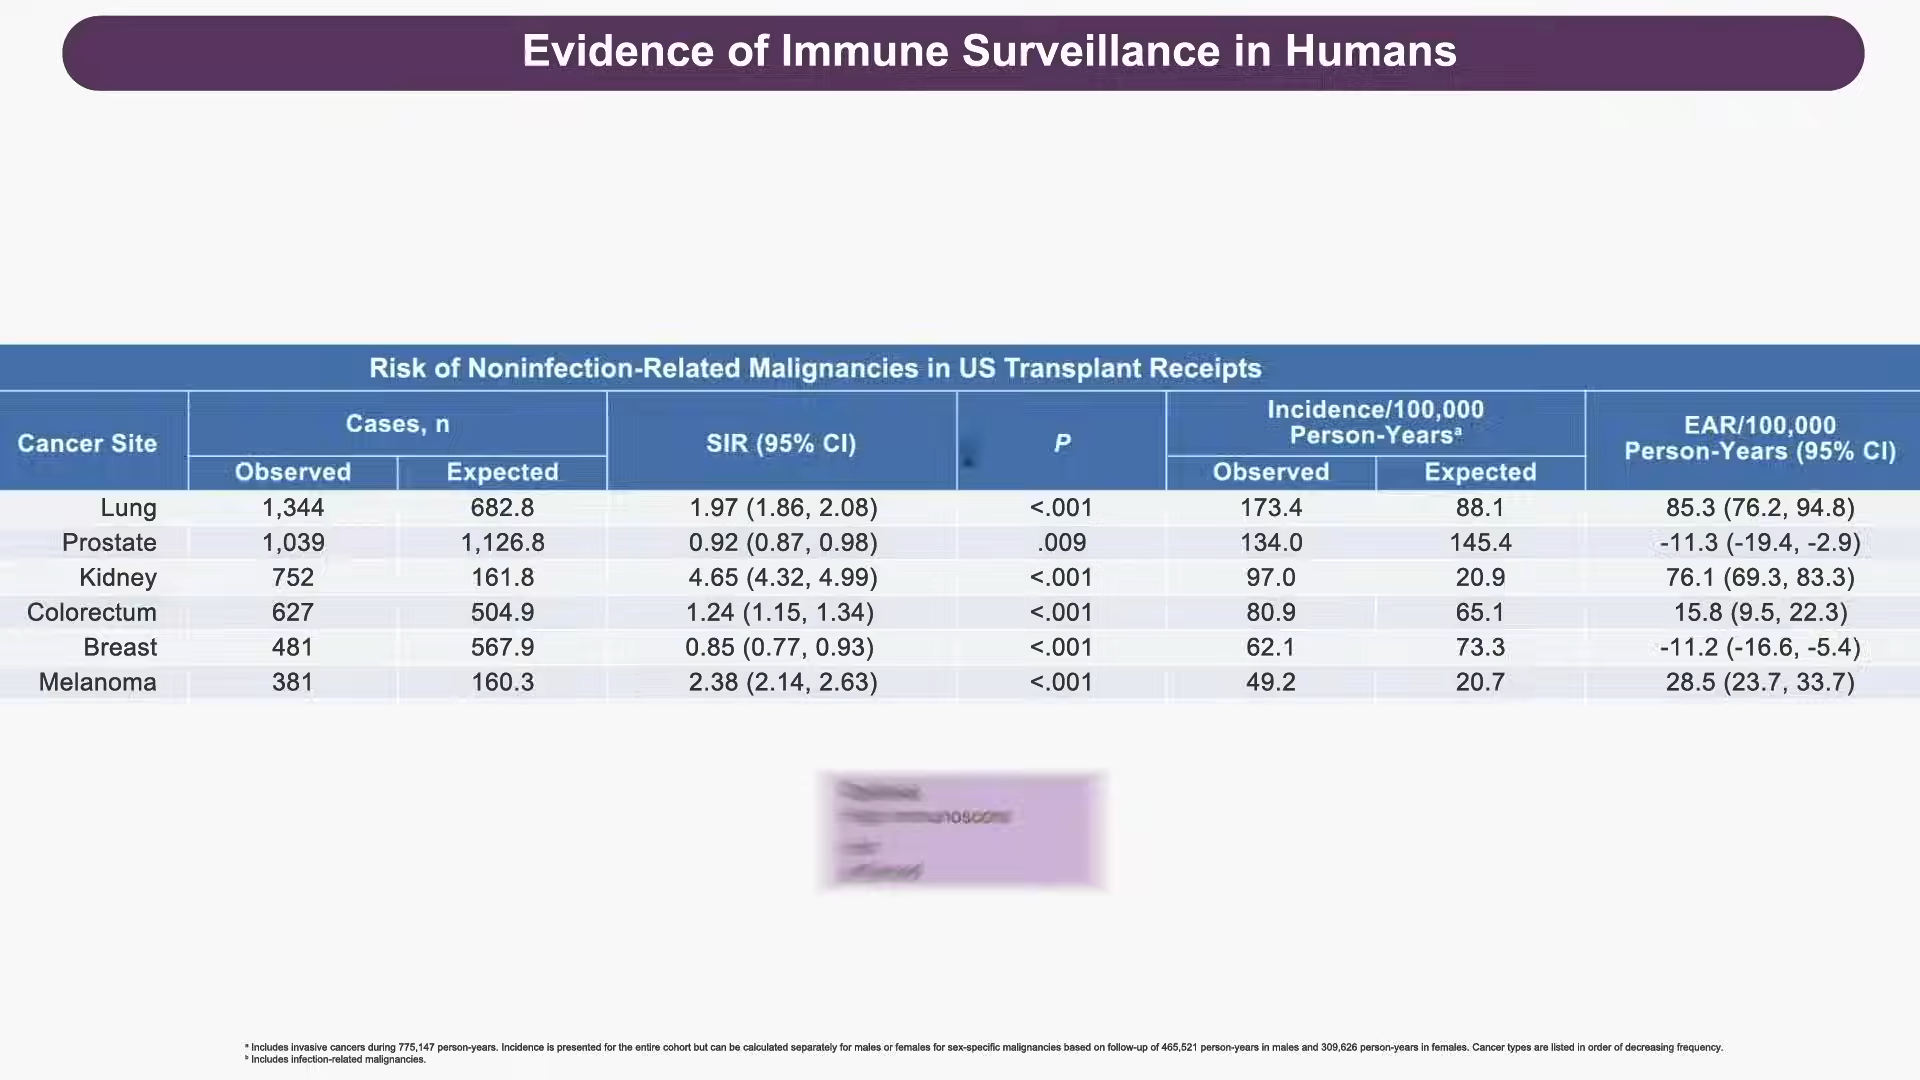 Evidence of Immune Surveillance in Humans
Risk of Noninfection-Related Malignancies in US Transplant Receipts
Cancer Site
Cases, n
Observed
Expected
SIR (95% CI)
P
Incidence/100,000
Person-Yearsᵃ
Observed
Expected
EAR/100,000
Person-Years (95% CI)
Lung 1,344 682.8 1.97 (1.86, 2.08) <.001 173.4 88.1 85.3 (76.2, 94.8)
Prostate 1,039 1,126.8 0.92 (0.87, 0.98) .009 134.0 145.4 -11.3 (-19.4, -2.9)
Kidney 752 161.8 4.65 (4.32, 4.99) <.001 97.0 20.9 76.1 (69.3, 83.3)
Colorectum 627 504.9 1.24 (1.15, 1.34) <.001 80.9 65.1 15.8 (9.5, 22.3)
Breast 481 567.9 0.85 (0.77, 0.93) <.001 62.1 73.3 -11.2 (-16.6, -5.4)
Melanoma 381 160.3 2.38 (2.14, 2.63) <.001 49.2 20.7 28.5 (23.7, 33.7)
ᵃ Includes invasive cancers during 775,147 person-years. Incidence is presented for the entire cohort but can be calculated separately for males or females for sex-specific malignancies based on follow-up of 465,521 person-years in males and 309,626 person-years in females. Cancer types are listed in order of decreasing frequency.
ᵇ Includes infection-related malignancies.